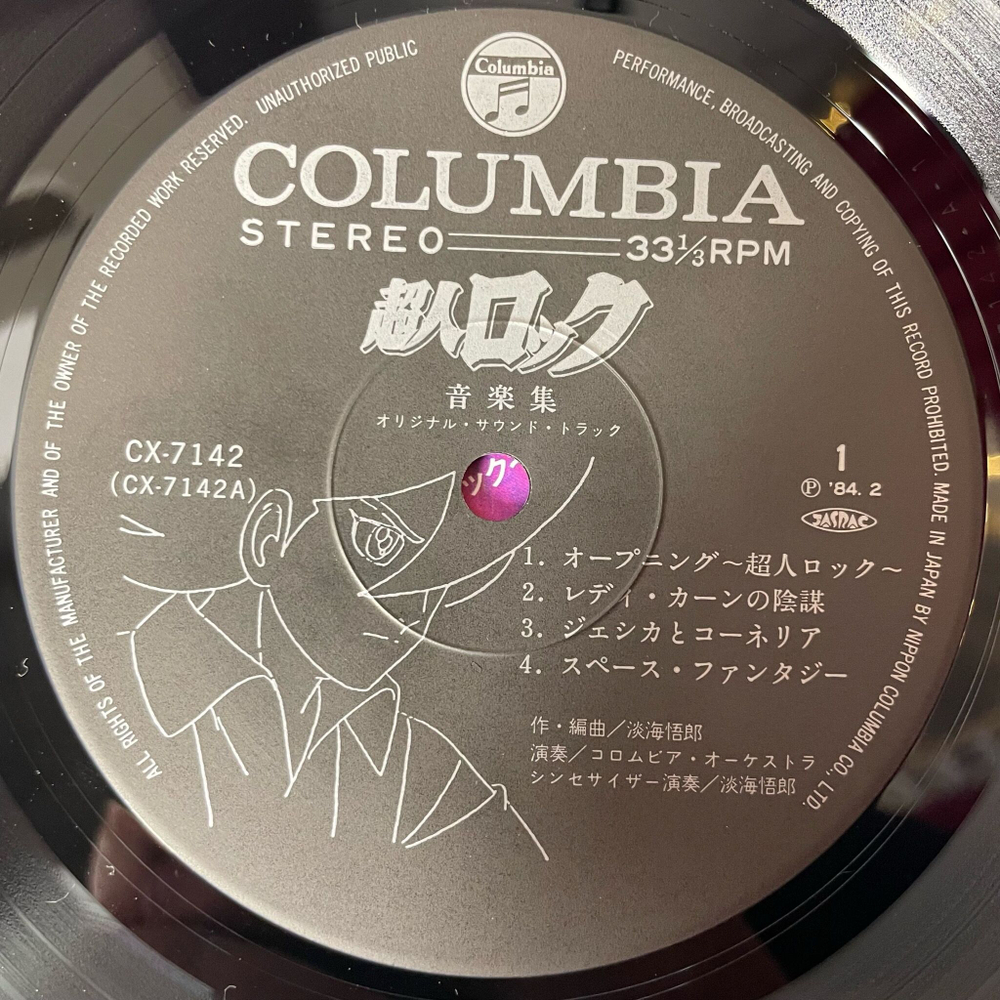 Columbia
ALL RIGHTS OF THE MANUFACTURER AND OF THE OWNER OF THE RECORDED WORK RESERVED. UNAUTHORIZED PUBLIC PERFORMANCE, BROADCASTING AND COPYING OF THIS RECORD PROHIBITED. MADE IN JAPAN BY NIPPON COLUMBIA CO., LTD.
COLUMBIA
STEREO 33⅓RPM
超人ロック
音楽集
オリジナル・サウンド・トラック
CX-7142
(CX-7142A)
ック
1
Ⓟ '84. 2
JASRAC
1. オープニング〜超人ロック〜
2. レディ・カーンの陰謀
3. ジェシカとコーネリア
4. スペース・ファンタジー
作・編曲／淡海悟郎
演奏／コロムビア・オーケストラ
シンセサイザー演奏／淡海悟郎